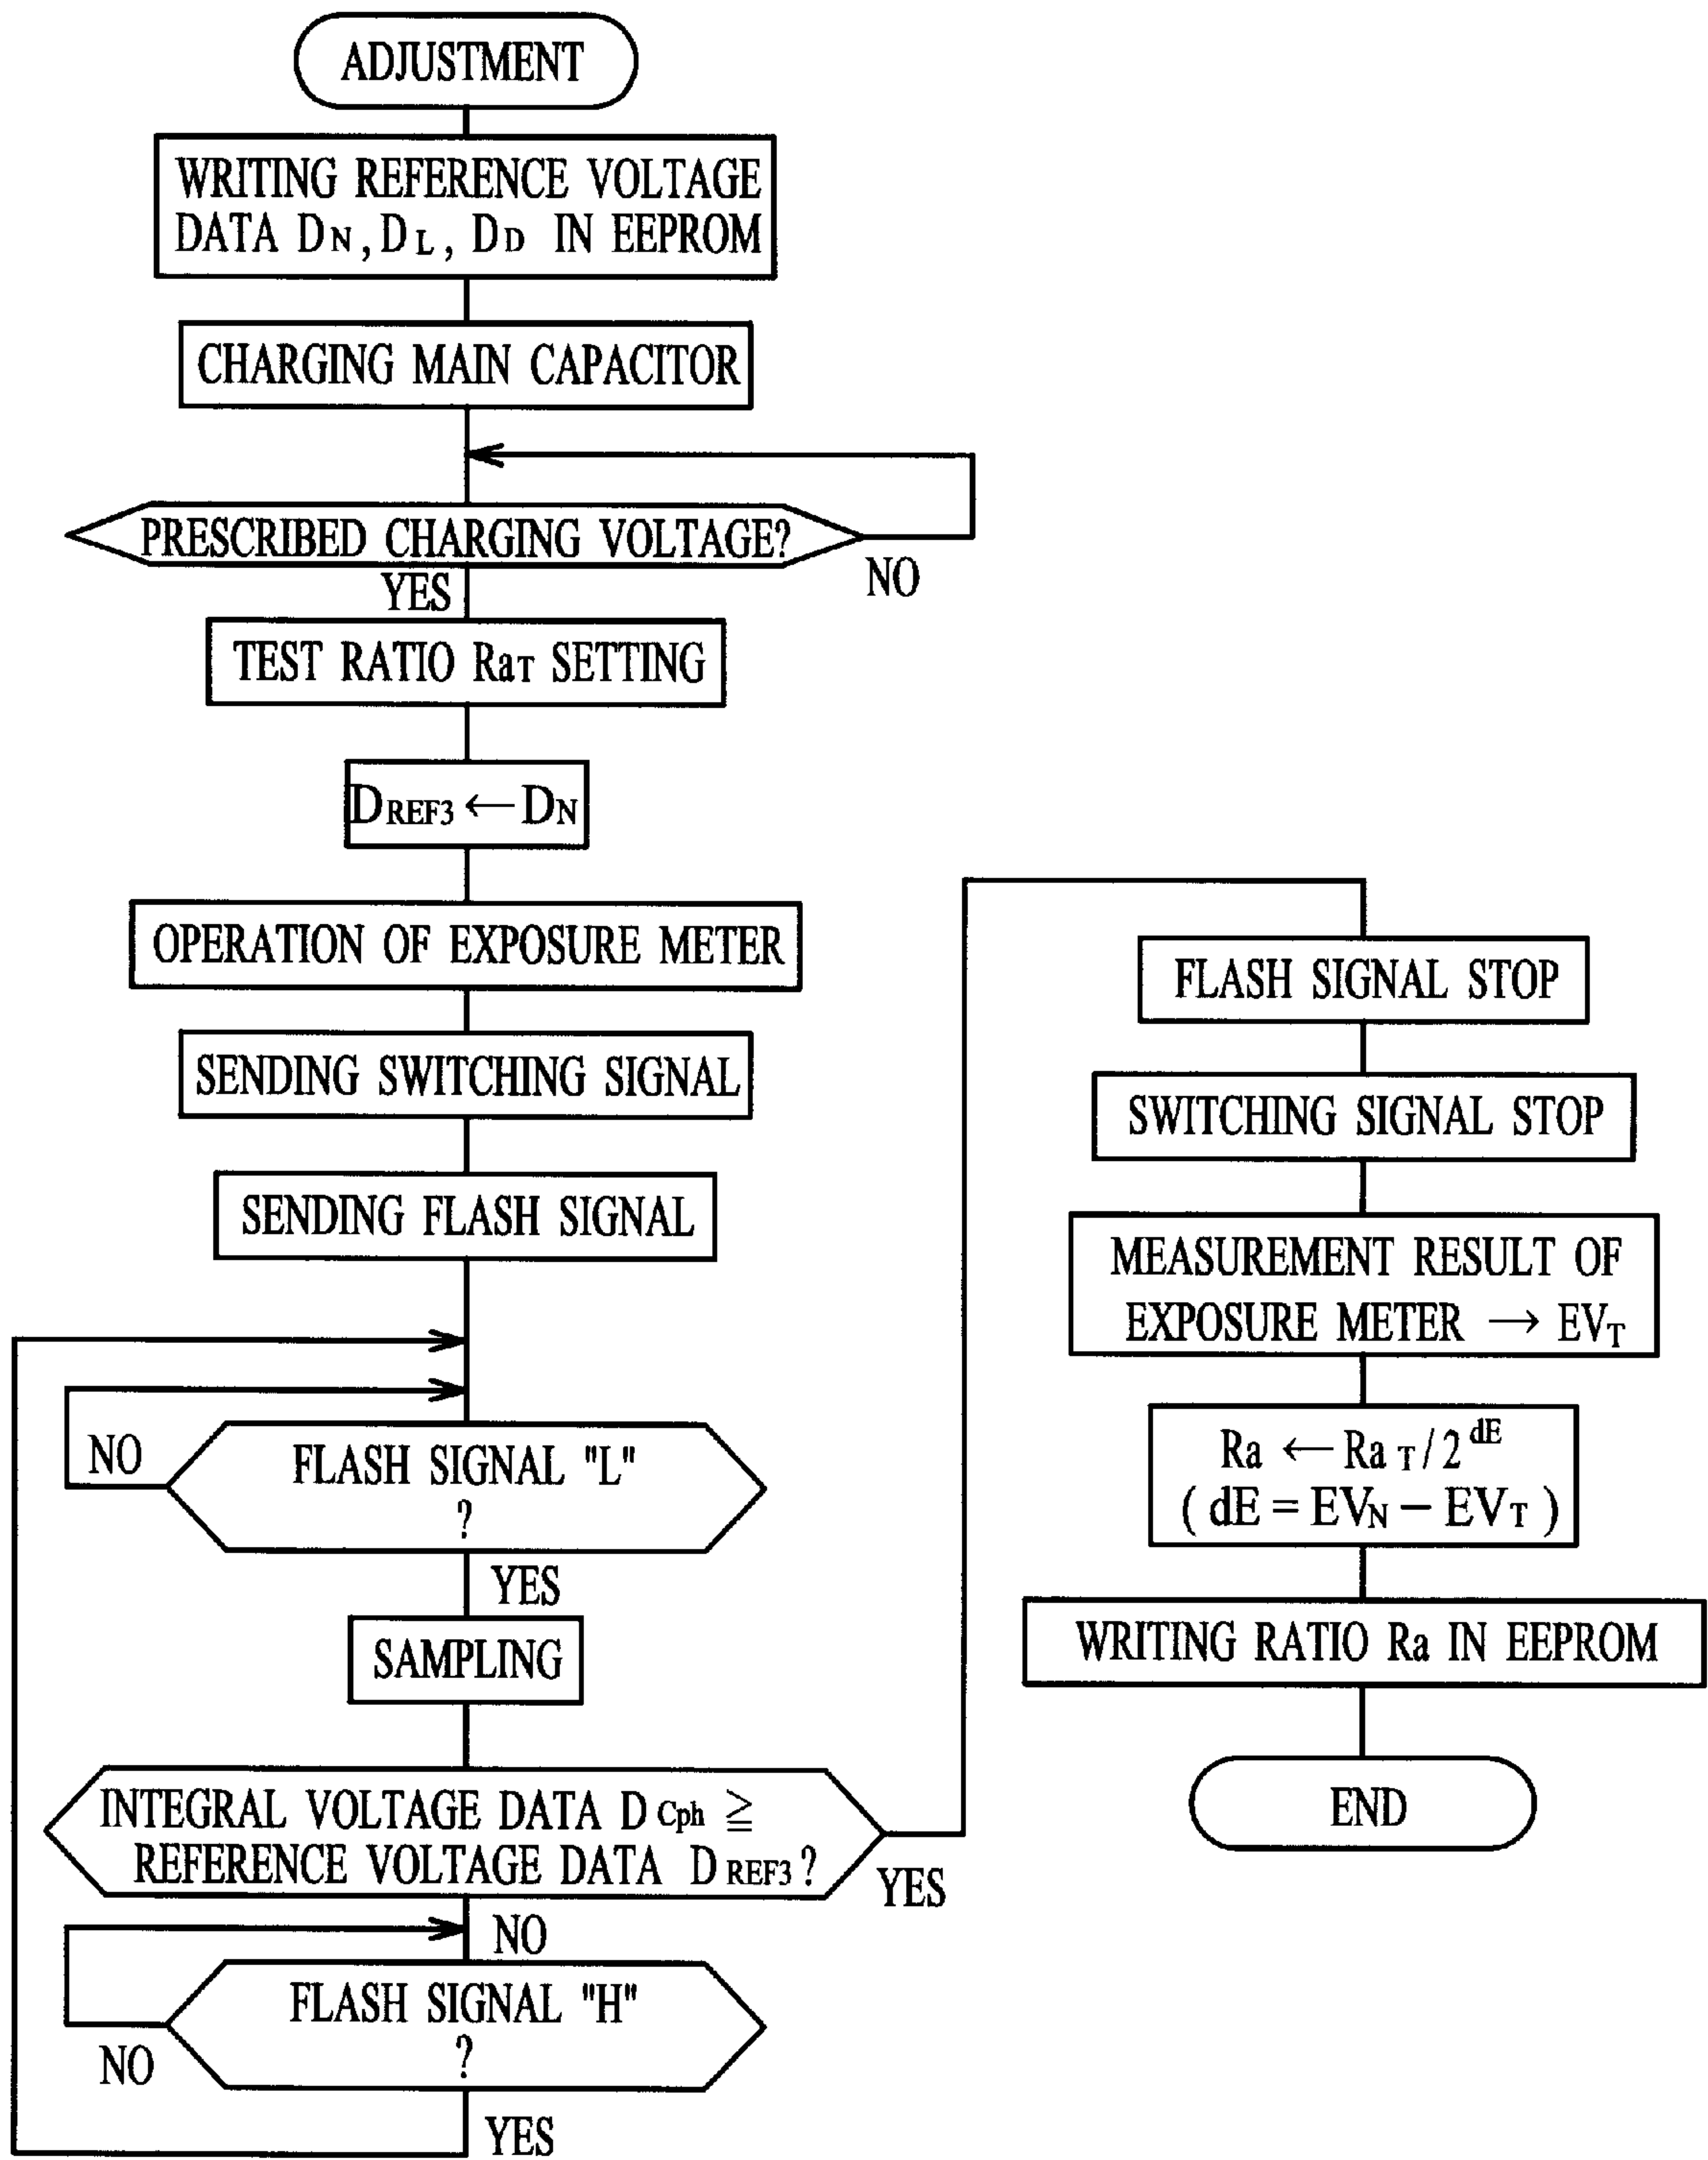 ADJUSTMENT
WRITING REFERENCE VOLTAGE
DATA DN, DL, DD IN EEPROM
CHARGING MAIN CAPACITOR
PRESCRIBED CHARGING VOLTAGE?
NO
YES
TEST RATIO RaT SETTING
DREF3 ← DN
OPERATION OF EXPOSURE METER
SENDING SWITCHING SIGNAL
SENDING FLASH SIGNAL
NO
FLASH SIGNAL "L"
?
YES
SAMPLING
INTEGRAL VOLTAGE DATA DCph ≧
REFERENCE VOLTAGE DATA DREF3?
YES
NO
FLASH SIGNAL "H"
?
NO
YES
FLASH SIGNAL STOP
SWITCHING SIGNAL STOP
MEASUREMENT RESULT OF
EXPOSURE METER → EVT
Ra ← RaT/2^dE
(dE = EVN − EVT)
WRITING RATIO Ra IN EEPROM
END